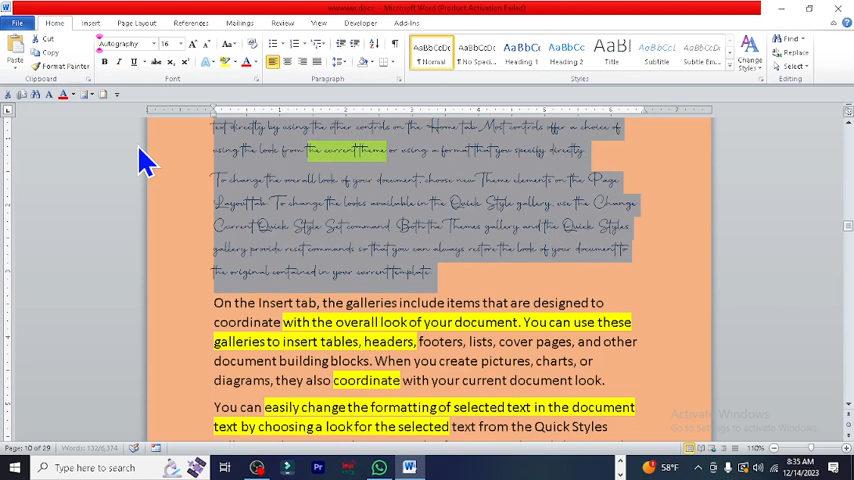 wwwww.docx - Microsoft Word (Product Activation Failed)
File Home Insert Page Layout References Mailings Review View Developer Add-Ins
Paste Cut Copy Format Painter Clipboard
Autography 16 Font
Paragraph
AaBbCcDc ¶ Normal AaBbCcDc ¶ No Spaci... AaBbCc Heading 1 AaBbCc Heading 2 AaBl Title AaBbCcl Subtitle AaBbCcDc Subtle Em... Change Styles Styles
Find Replace Select Editing
text directly by using the other controls on the Home tab. Most controls offer a choice of
using the look from the current theme or using a format that you specify directly.
To change the overall look of your document, choose new Theme elements on the Page
Layout tab. To change the looks available in the Quick Style gallery, use the Change
Current Quick Style Set command. Both the Themes gallery and the Quick Styles
gallery provide reset commands so that you can always restore the look of your document to
the original contained in your current template.
On the Insert tab, the galleries include items that are designed to
coordinate with the overall look of your document. You can use these
galleries to insert tables, headers, footers, lists, cover pages, and other
document building blocks. When you create pictures, charts, or
diagrams, they also coordinate with your current document look.
You can easily change the formatting of selected text in the document
text by choosing a look for the selected text from the Quick Styles
Activate Windows
Go to Settings to activate Windows.
Page: 10 of 29 Words: 132/6,374 110%
Type here to search 58°F 8:35 AM
12/14/2023